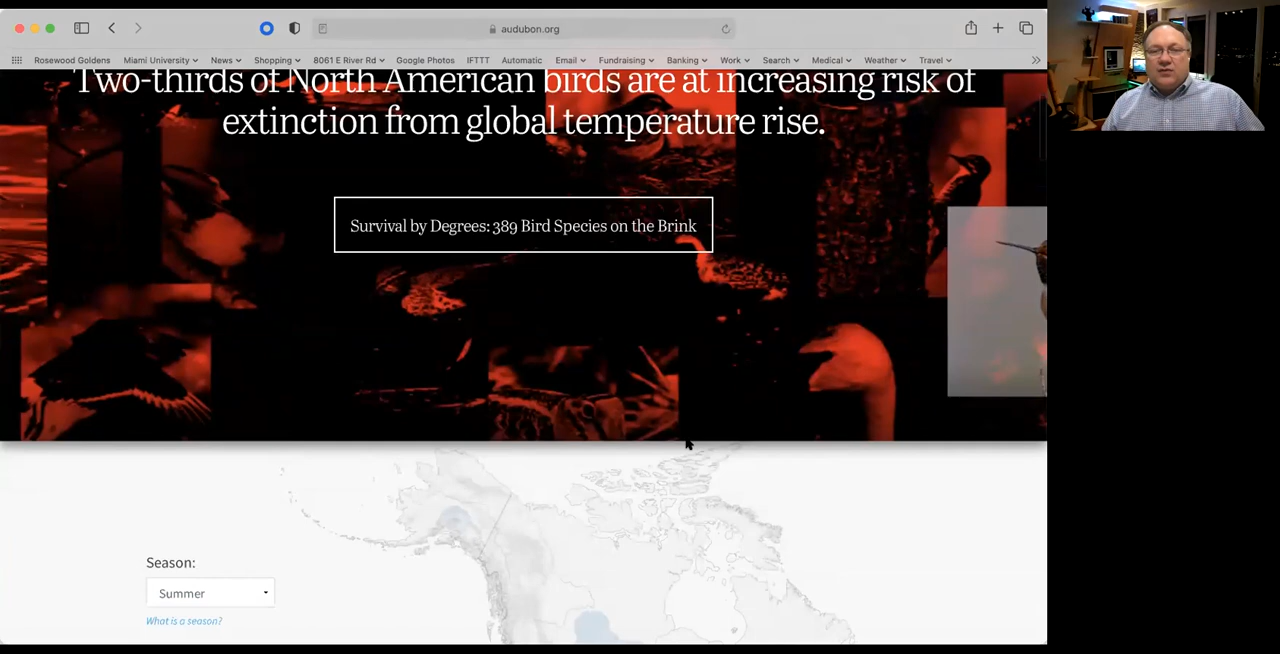 audubon.org
Rosewood Goldens Miami University News Shopping 8061 E River Rd Google Photos IFTTT Automatic Email Fundraising Banking Work Search Medical Weather Travel
Two-thirds of North American birds are at increasing risk of
extinction from global temperature rise.
Survival by Degrees: 389 Bird Species on the Brink
Season:
Summer
What is a season?